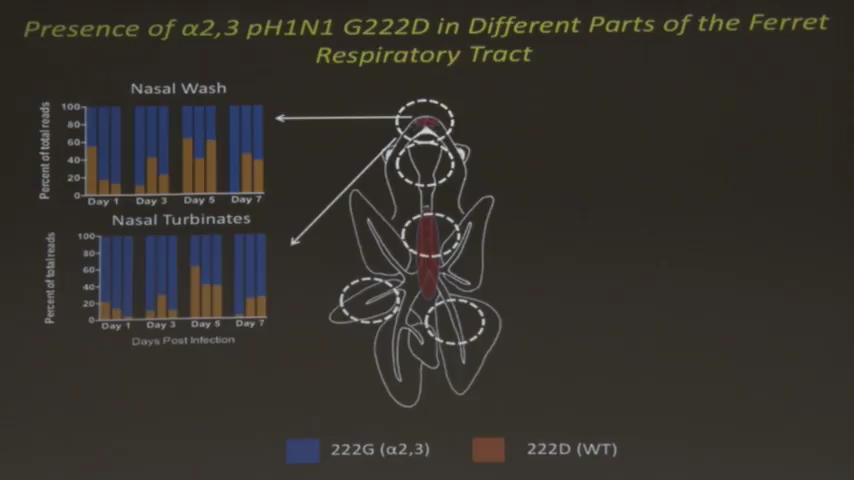 Presence of α2,3 pH1N1 G222D in Different Parts of the Ferret
Respiratory Tract
Nasal Wash
Percent of total reads
100
80
60
40
20
0
Day 1 Day 3 Day 5 Day 7
Nasal Turbinates
Percent of total reads
100
80
60
40
20
0
Day 1 Day 3 Day 5 Day 7
Days Post Infection
222G (α2,3) 222D (WT)